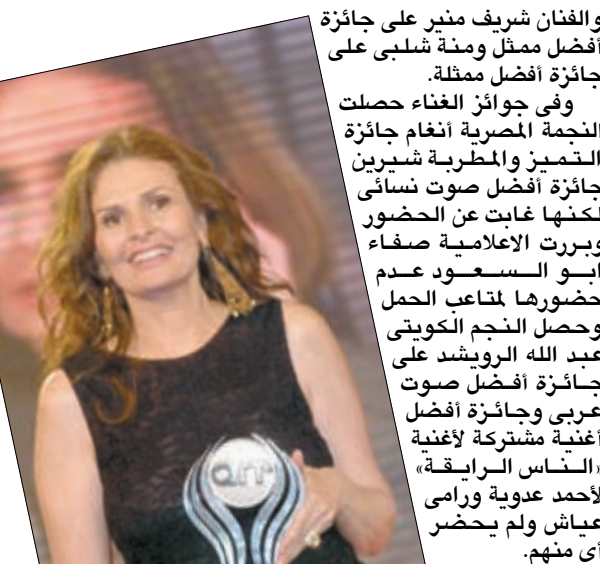 والفنان شريف منير على جائزة
أفضل ممثل ومنة شلبى على
جائزة أفضل ممثلة.
وفى جوائز الغناء حصلت
النجمة المصرية أنغام جائزة
التميز والمطربة شيرين
جائزة أفضل صوت نسائى
لكنها غابت عن الحضور
وبررت الاعلامية صفاء
ابو السعود عدم
حضورها لمتاعب الحمل
وحصل النجم الكويتى
عبد الله الرويشد على
جائزة أفضل صوت
عربى وجائزة أفضل
أغنية مشتركة لأغنية
«الناس الرايقة»
لأحمد عدوية ورامى
عياش ولم يحضر
أى منهم.